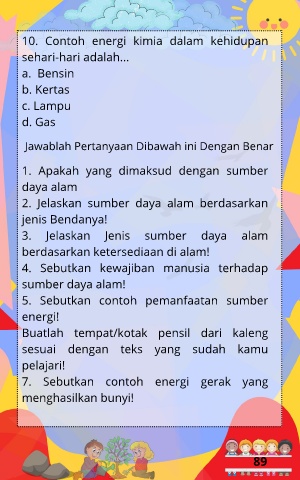 10. Contoh energi kimia dalam kehidupan
sehari-hari adalah...
a. Bensin
b. Kertas
c. Lampu
d. Gas
Jawablah Pertanyaan Dibawah ini Dengan Benar
1. Apakah yang dimaksud dengan sumber
daya alam
2. Jelaskan sumber daya alam berdasarkan
jenis Bendanya!
3. Jelaskan Jenis sumber daya alam
berdasarkan ketersediaan di alam!
4. Sebutkan kewajiban manusia terhadap
sumber daya alam!
5. Sebutkan contoh pemanfaatan sumber
energi!
Buatlah tempat/kotak pensil dari kaleng
sesuai dengan teks yang sudah kamu
pelajari!
7. Sebutkan contoh energi gerak yang
menghasilkan bunyi!
89